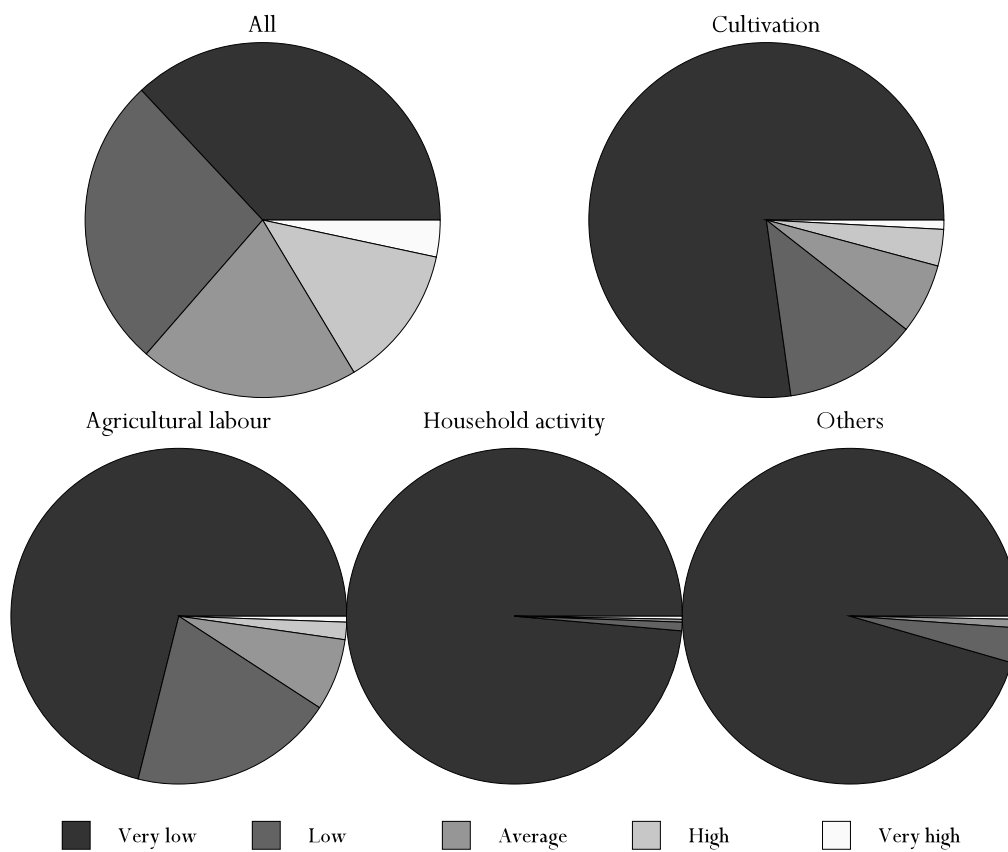 All
Cultivation
Agricultural labour
Household activity
Others
Very low
Low
Average
High
Very high